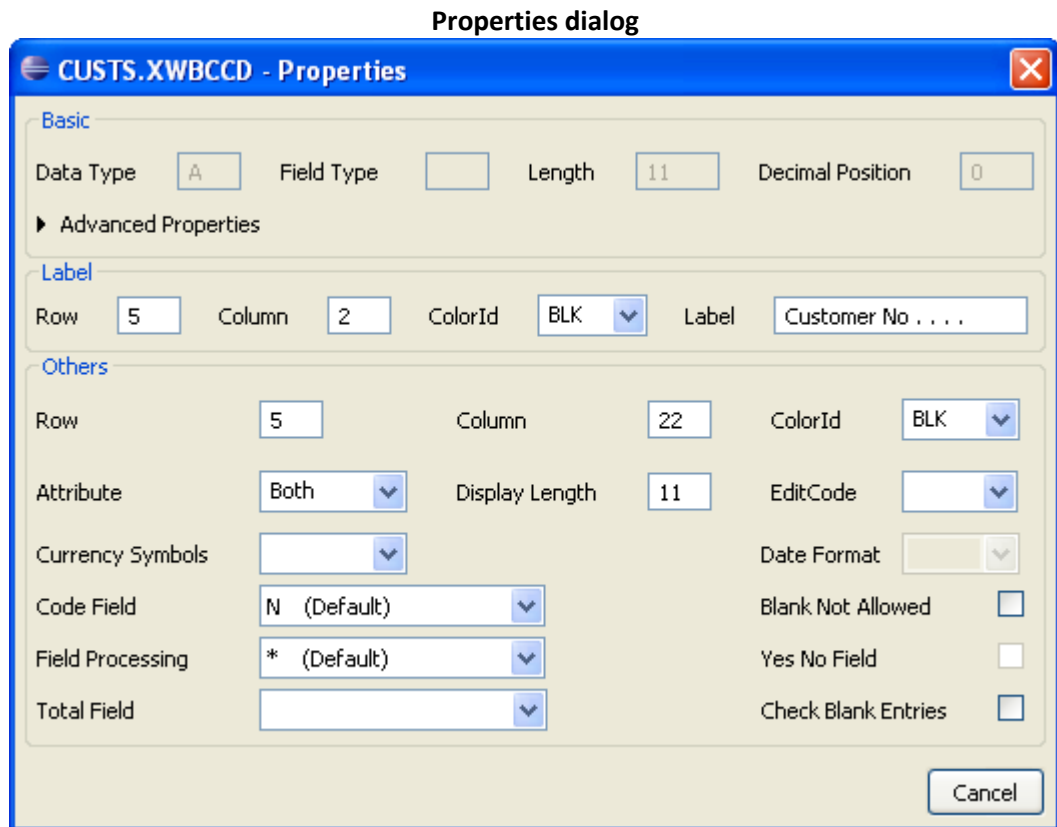 Properties dialog
CUSTS.XWBCCD - Properties
Basic
Data Type A Field Type Length 11 Decimal Position 0
Advanced Properties
Label
Row 5 Column 2 ColorId BLK Label Customer No . . . .
Others
Row 5 Column 22 ColorId BLK
Attribute Both Display Length 11 EditCode
Currency Symbols Date Format
Code Field N (Default) Blank Not Allowed
Field Processing * (Default) Yes No Field
Total Field Check Blank Entries
Cancel